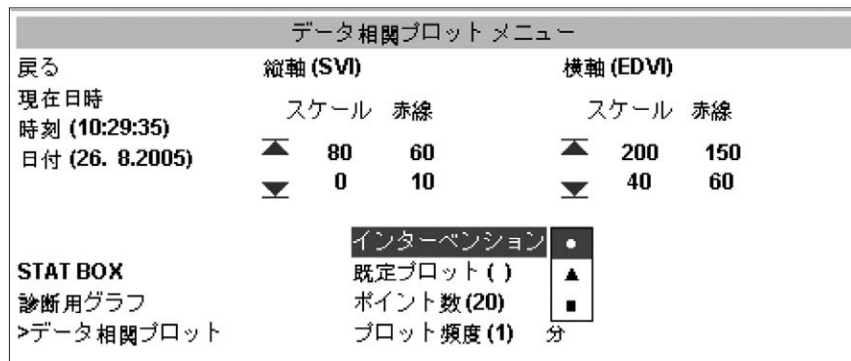 データ相関プロット メニュー
戻る 縦軸 (SVI) 横軸 (EDVI)
現在日時
スケール 赤線 スケール 赤線
時刻 (10:29:35)
80 60 200 150
日付 (26. 8.2005)
0 10 40 60
インターベンション
STAT BOX 既定プロット ( )
診断用グラフ ポイント数 (20)
>データ相関プロット プロット頻度 (1) 分